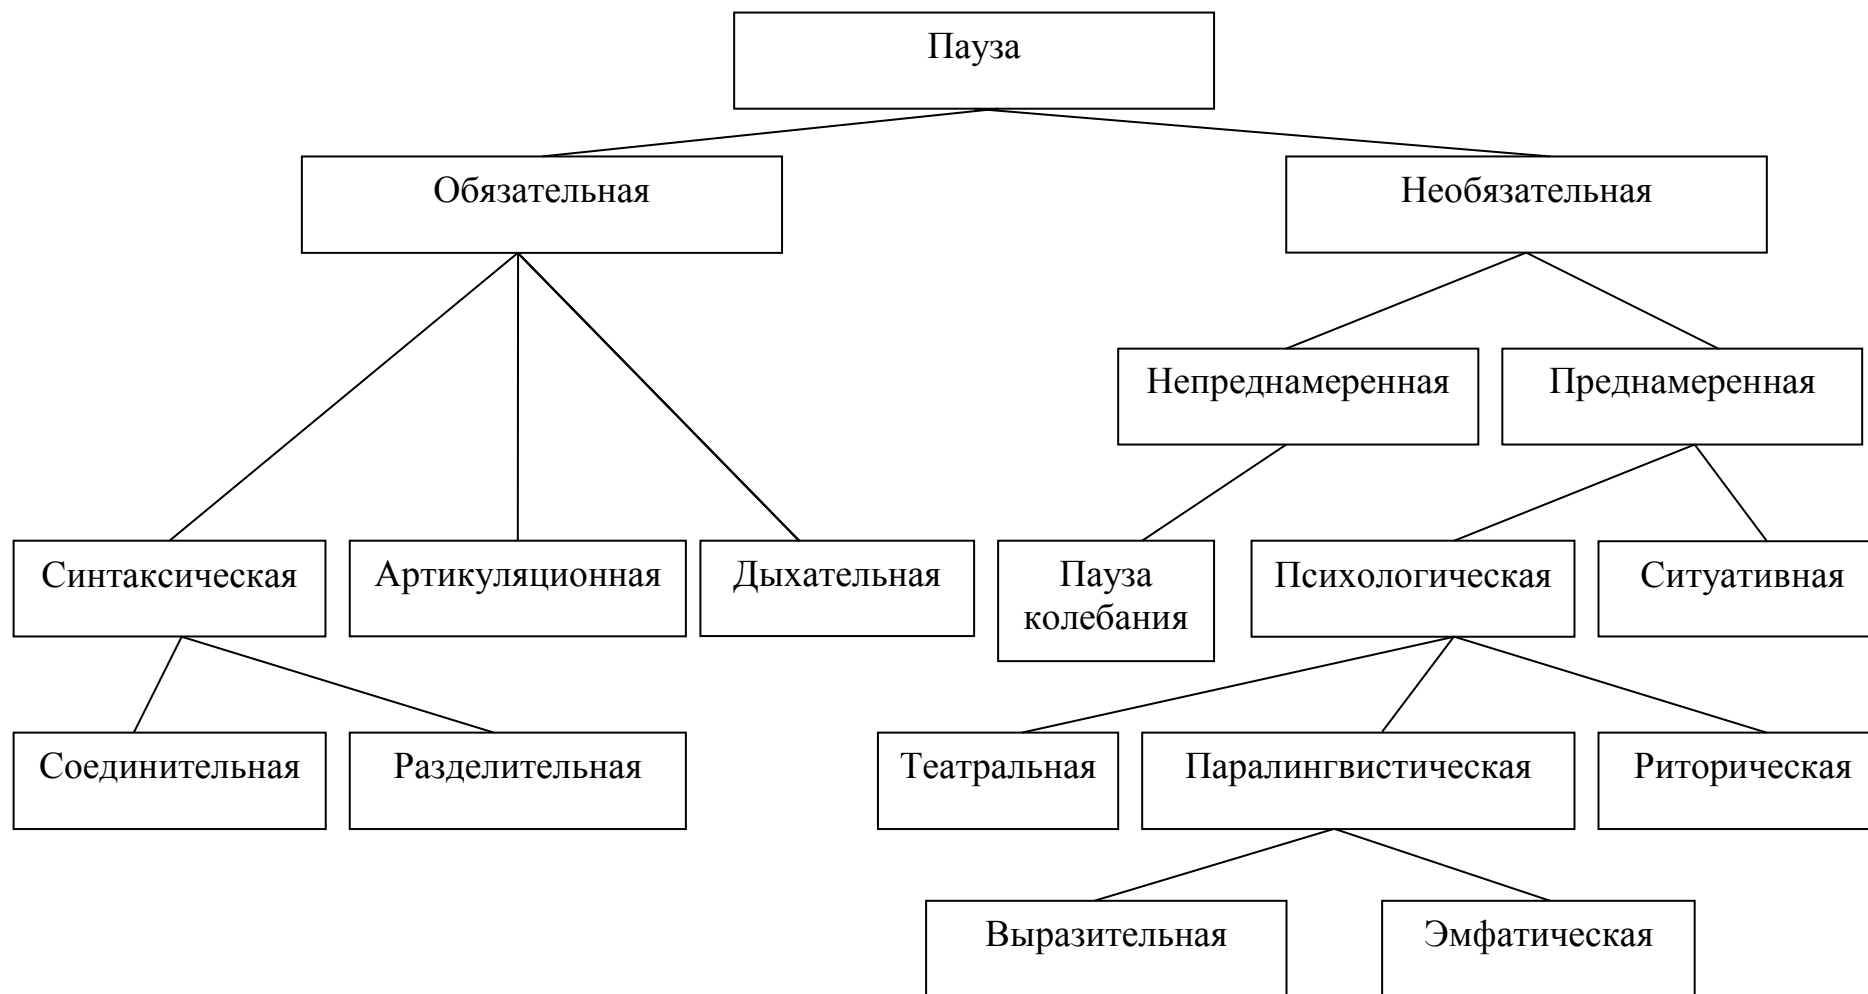 Пауза
Обязательная
Необязательная
Непреднамеренная
Преднамеренная
Синтаксическая
Артикуляционная
Дыхательная
Пауза
колебания
Психологическая
Ситуативная
Соединительная
Разделительная
Театральная
Паралингвистическая
Риторическая
Выразительная
Эмфатическая